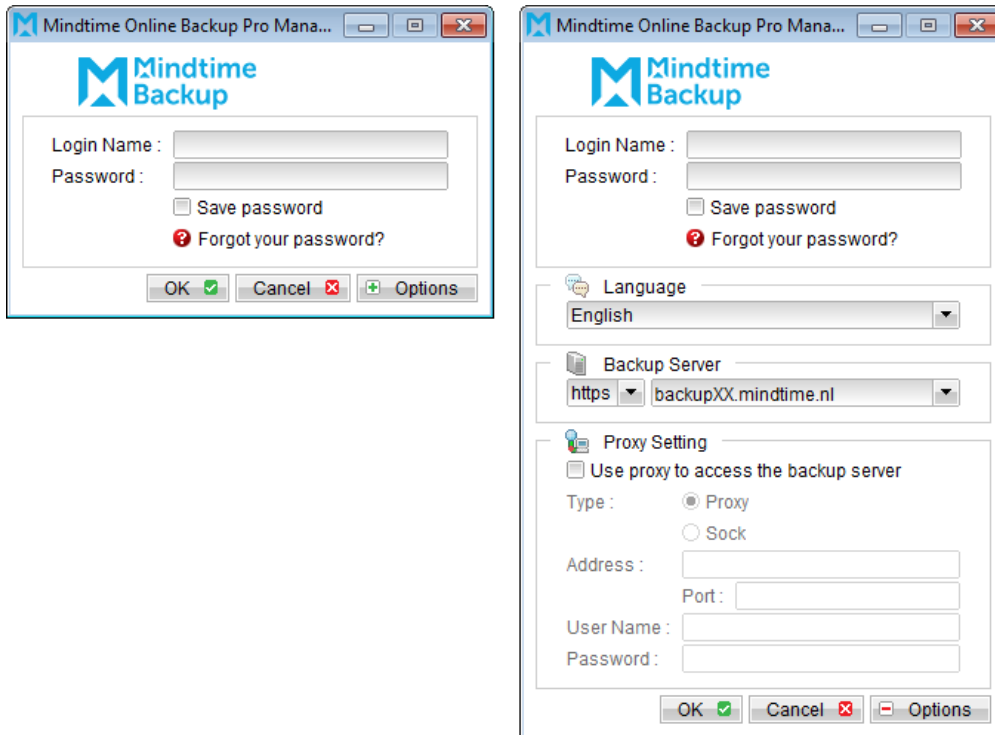 Mindtime Online Backup Pro Mana...
Mindtime
Backup
Login Name :
Password :
Save password
Forgot your password?
OK Cancel Options
Mindtime Online Backup Pro Mana...
Mindtime
Backup
Login Name :
Password :
Save password
Forgot your password?
Language
English
Backup Server
https backupXX.mindtime.nl
Proxy Setting
Use proxy to access the backup server
Type : Proxy
Sock
Address :
Port :
User Name :
Password :
OK Cancel Options